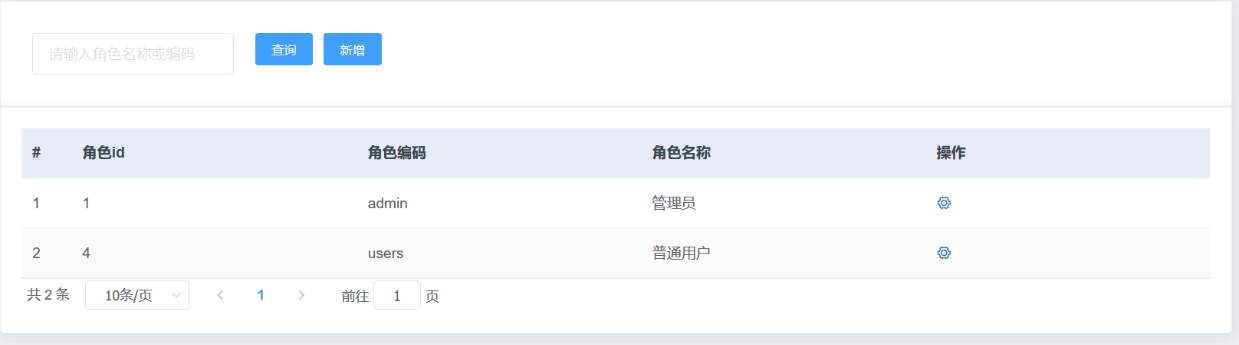 请输入角色名称或编码 查询 新增
# 角色id 角色编码 角色名称 操作
1 1 admin 管理员
2 4 users 普通用户
共 2 条 10条/页 1 前往 1 页